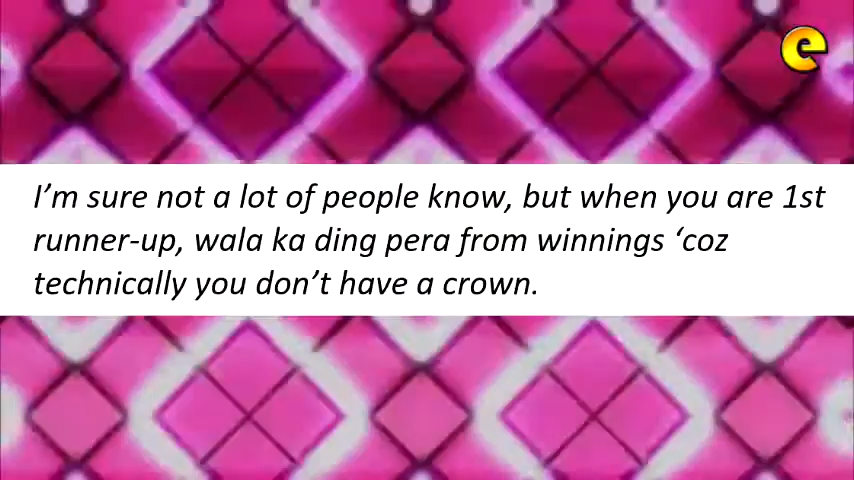 e
I’m sure not a lot of people know, but when you are 1st
runner-up, wala ka ding pera from winnings ‘coz
technically you don’t have a crown.